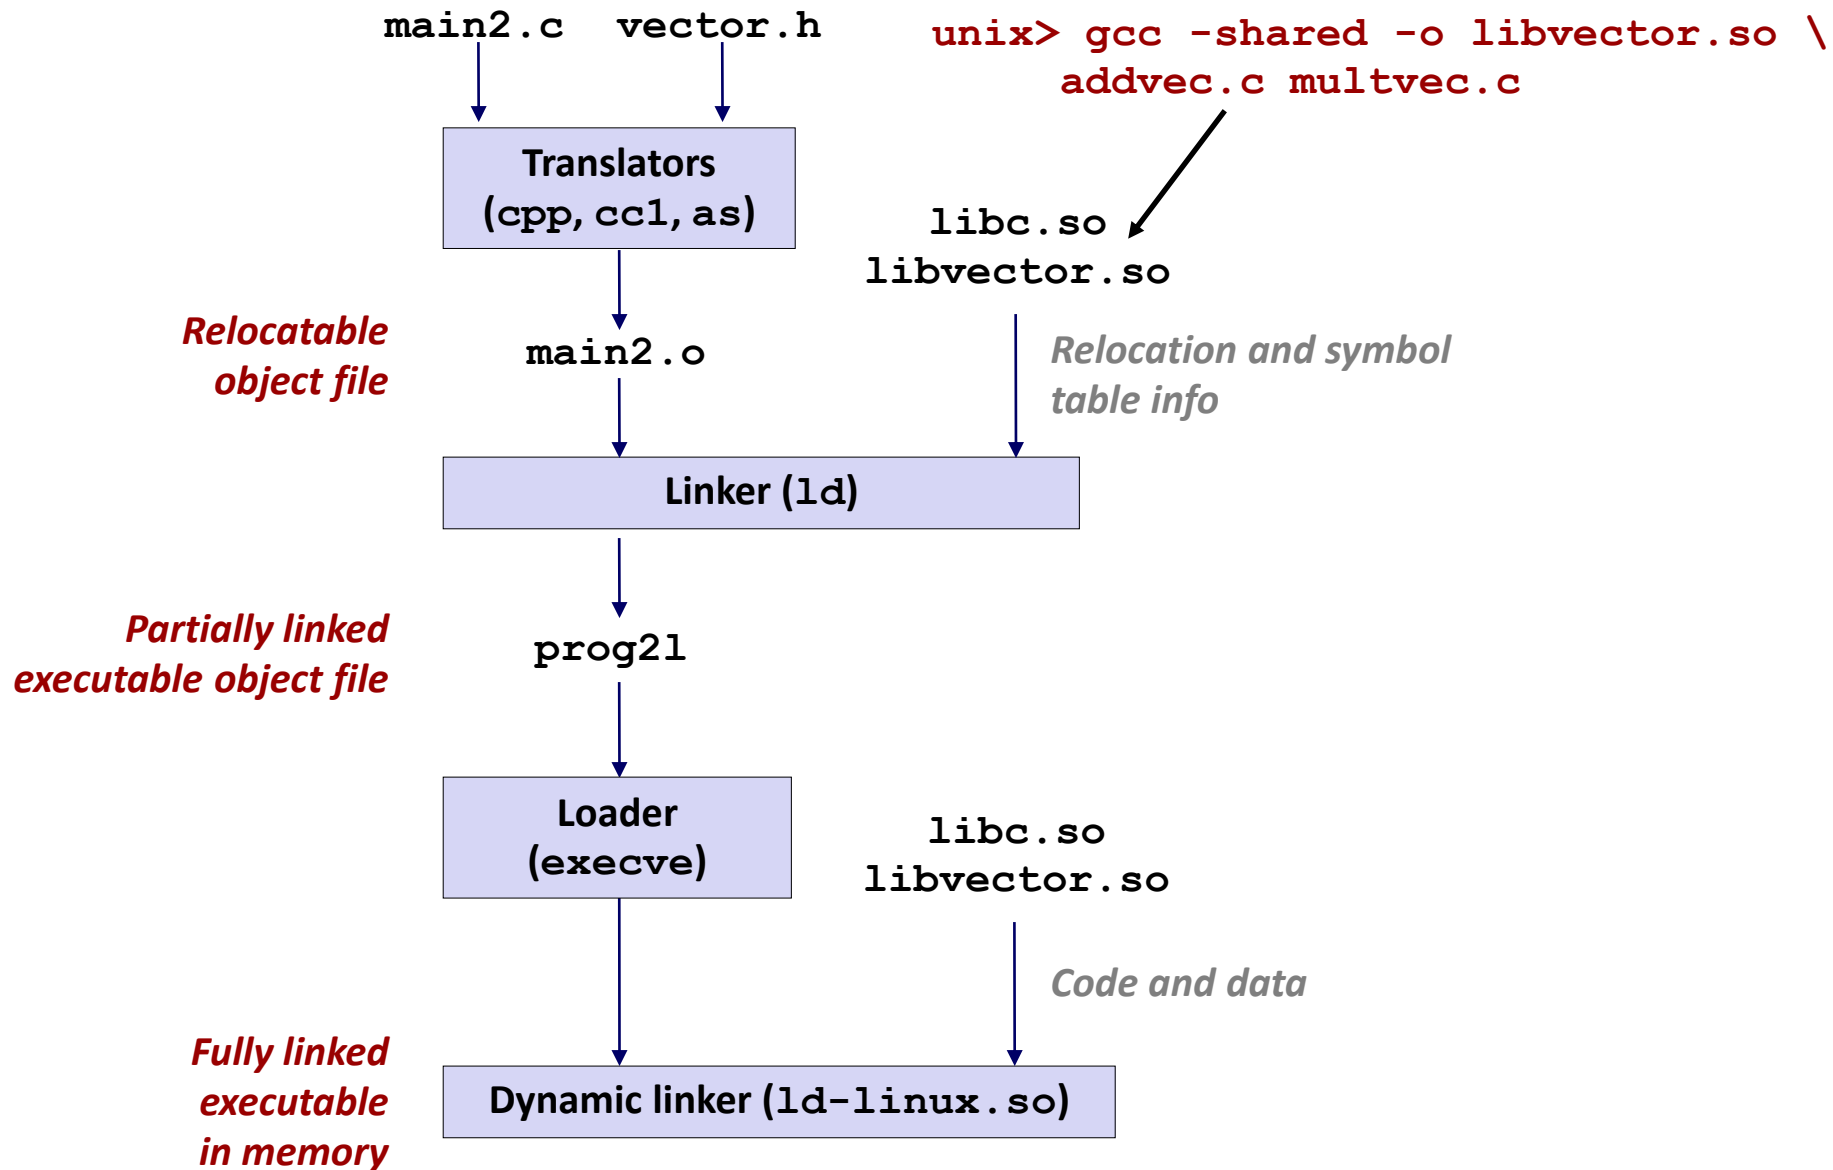 main2.c vector.h
unix> gcc -shared -o libvector.so \
addvec.c multvec.c
Translators
(cpp, cc1, as)
libc.so
libvector.so
Relocatable
object file
main2.o
Relocation and symbol
table info
Linker (ld)
Partially linked
executable object file
prog2l
Loader
(execve)
libc.so
libvector.so
Code and data
Fully linked
executable
in memory
Dynamic linker (ld-linux.so)